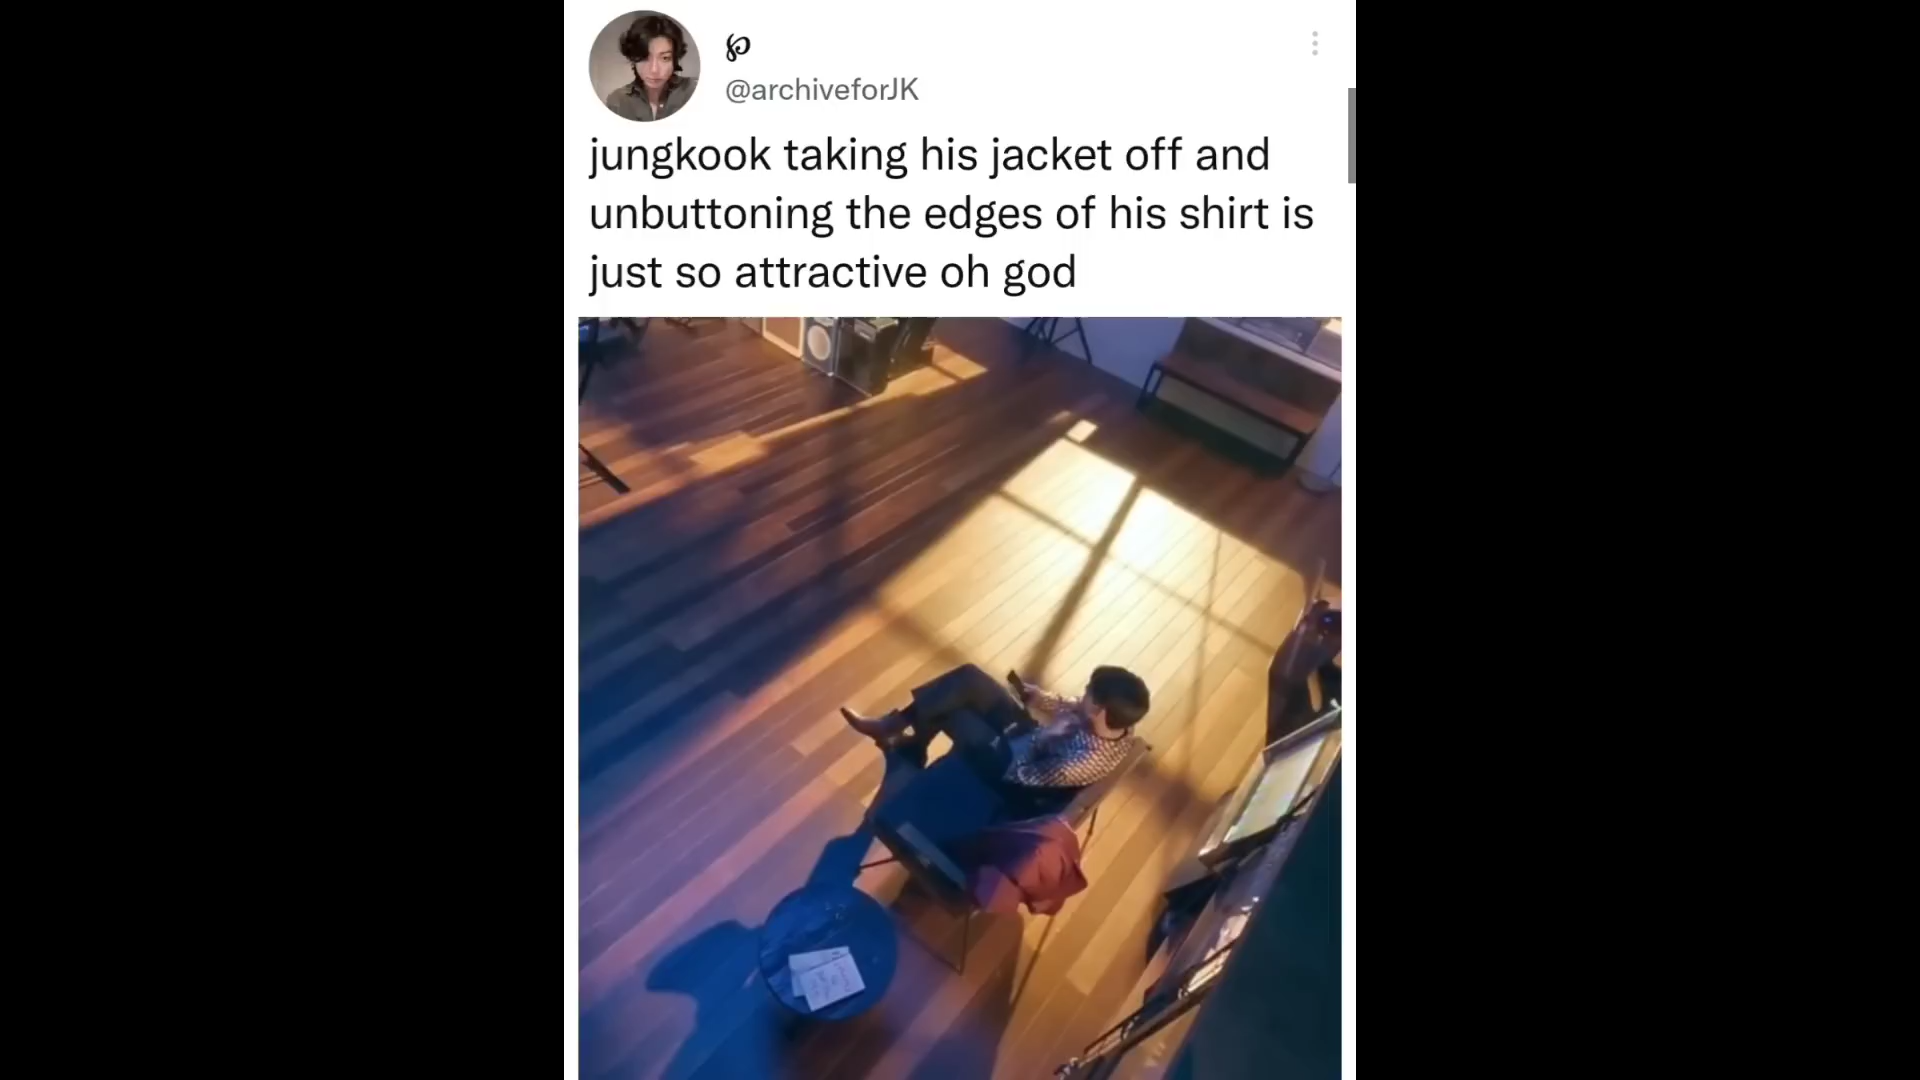 ℘
@archiveforJK
jungkook taking his jacket off and
unbuttoning the edges of his shirt is
just so attractive oh god